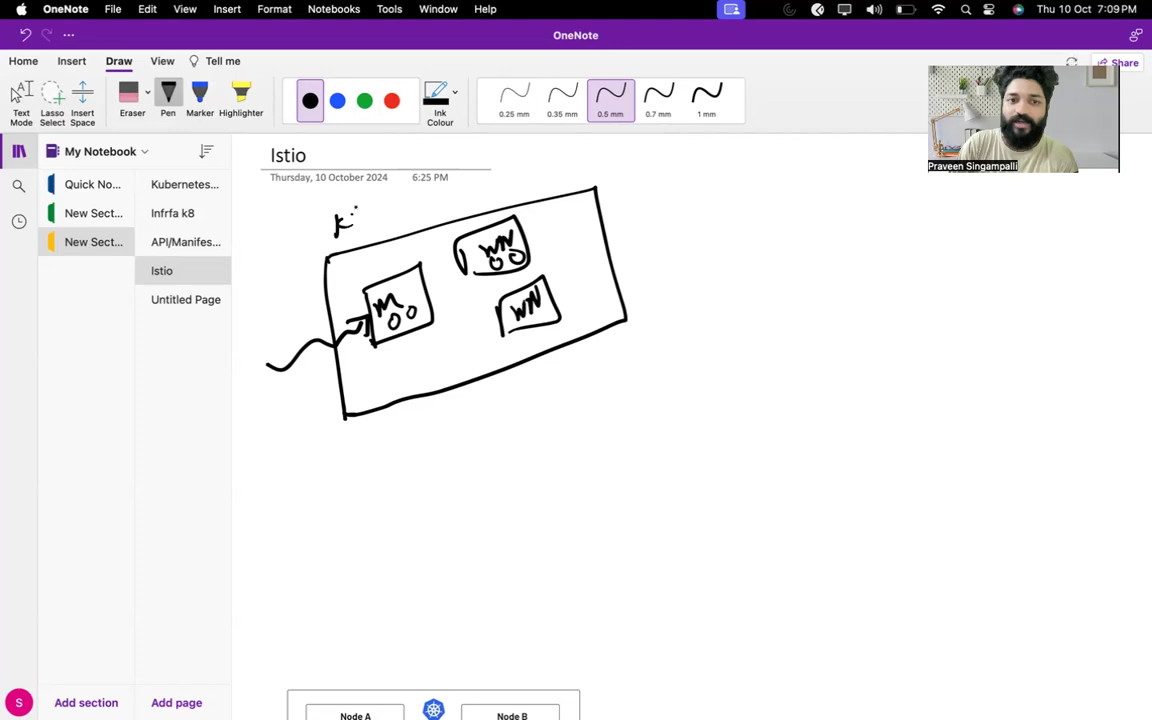 OneNote File Edit View Insert Format Notebooks Tools Window Help Thu 10 Oct 7:09 PM
OneNote
Home Insert Draw View Tell me Share
Text Mode Lasso Select Insert Space Eraser Pen Marker Highlighter Ink Colour 0.25 mm 0.35 mm 0.5 mm 0.7 mm 1 mm
Praveen Singampalli
My Notebook
Quick No...
New Sect...
New Sect...
Kubernetes...
Infrfa k8
API/Manifes...
Istio
Untitled Page
Istio
Thursday, 10 October 2024 6:25 PM
K
WN
M
WN
S Add section Add page
Node A Node B